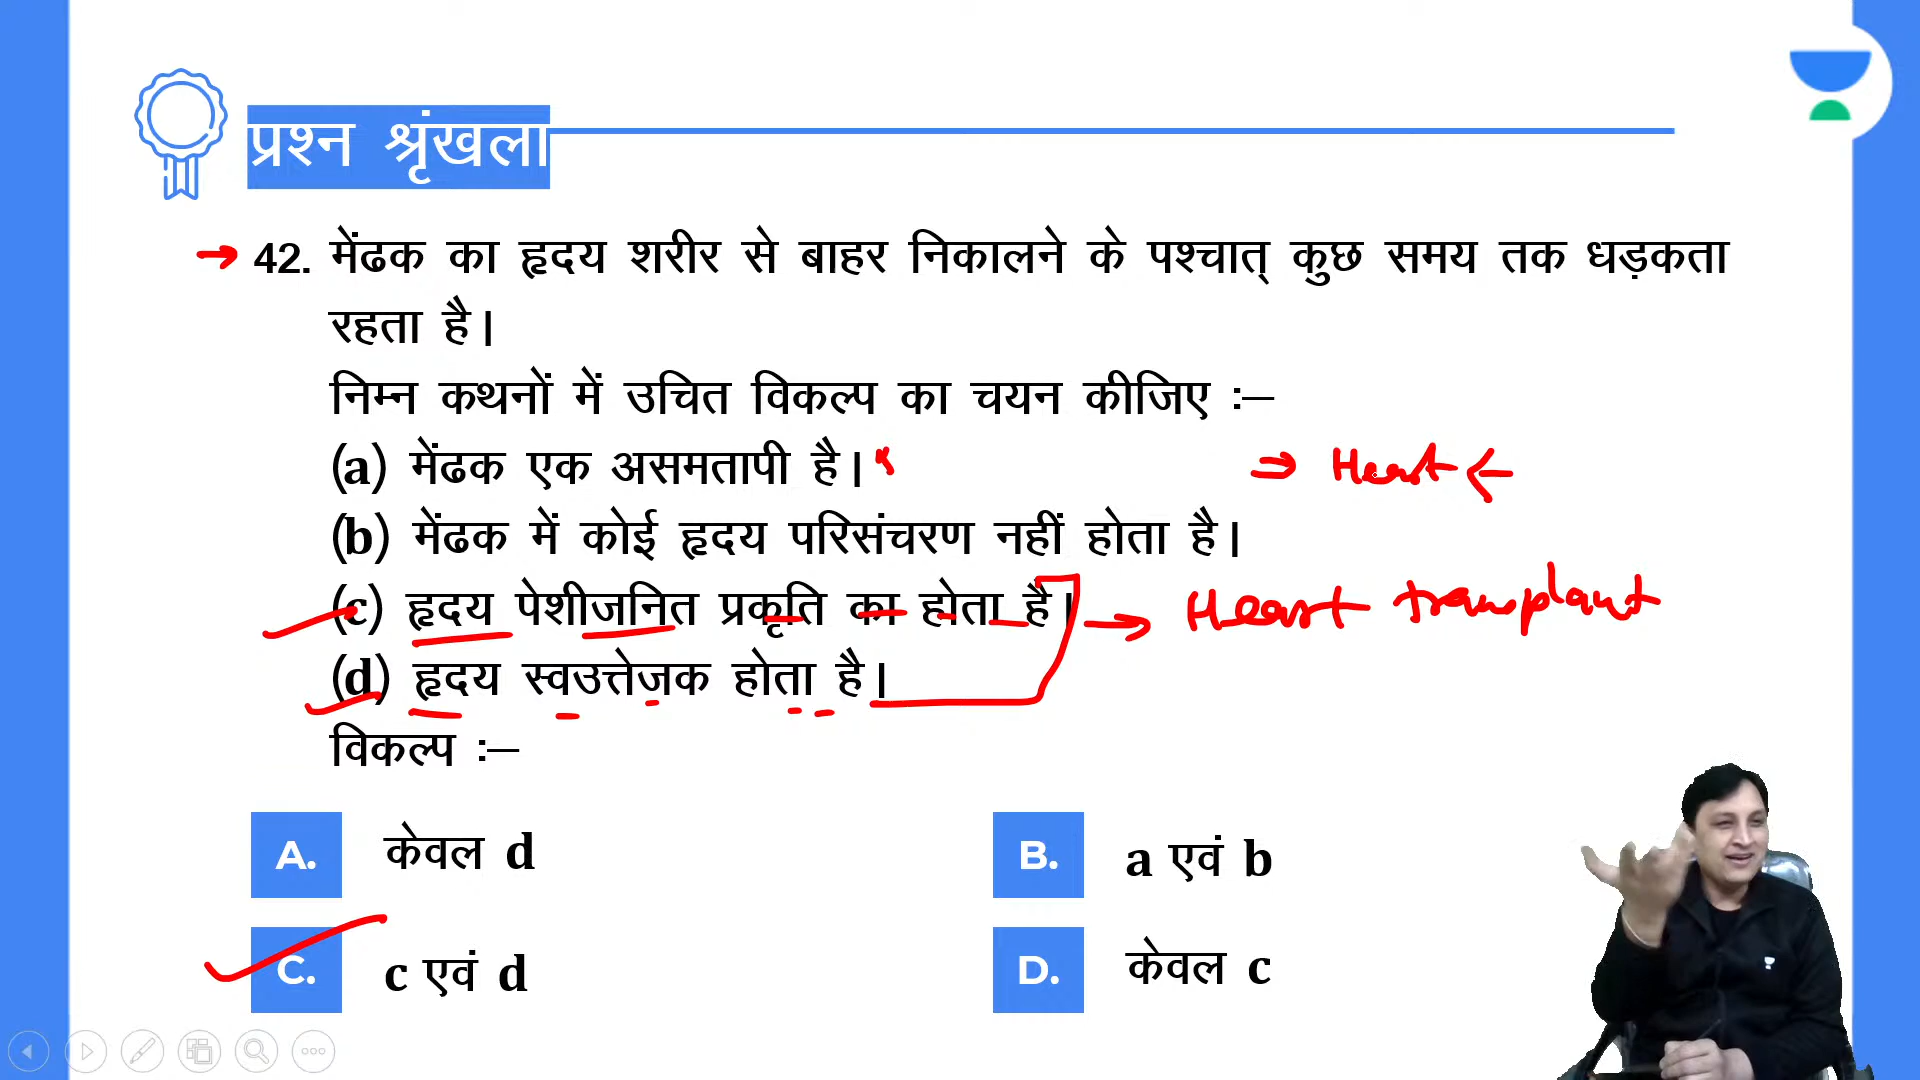 प्रश्न श्रृंखला
→ 42. मेंढक का हृदय शरीर से बाहर निकालने के पश्चात् कुछ समय तक धड़कता
रहता है।
निम्न कथनों में उचित विकल्प का चयन कीजिए :–
(a) मेंढक एक असमतापी है। x
⇒ Heart ←
(b) मेंढक में कोई हृदय परिसंचरण नहीं होता है।
(c) हृदय पेशीजनित प्रकृति का होता है।
→ Heart transplant
(d) हृदय स्वउत्तेजक होता है।
विकल्प :–
A. केवल d
B. a एवं b
C. c एवं d
D. केवल c